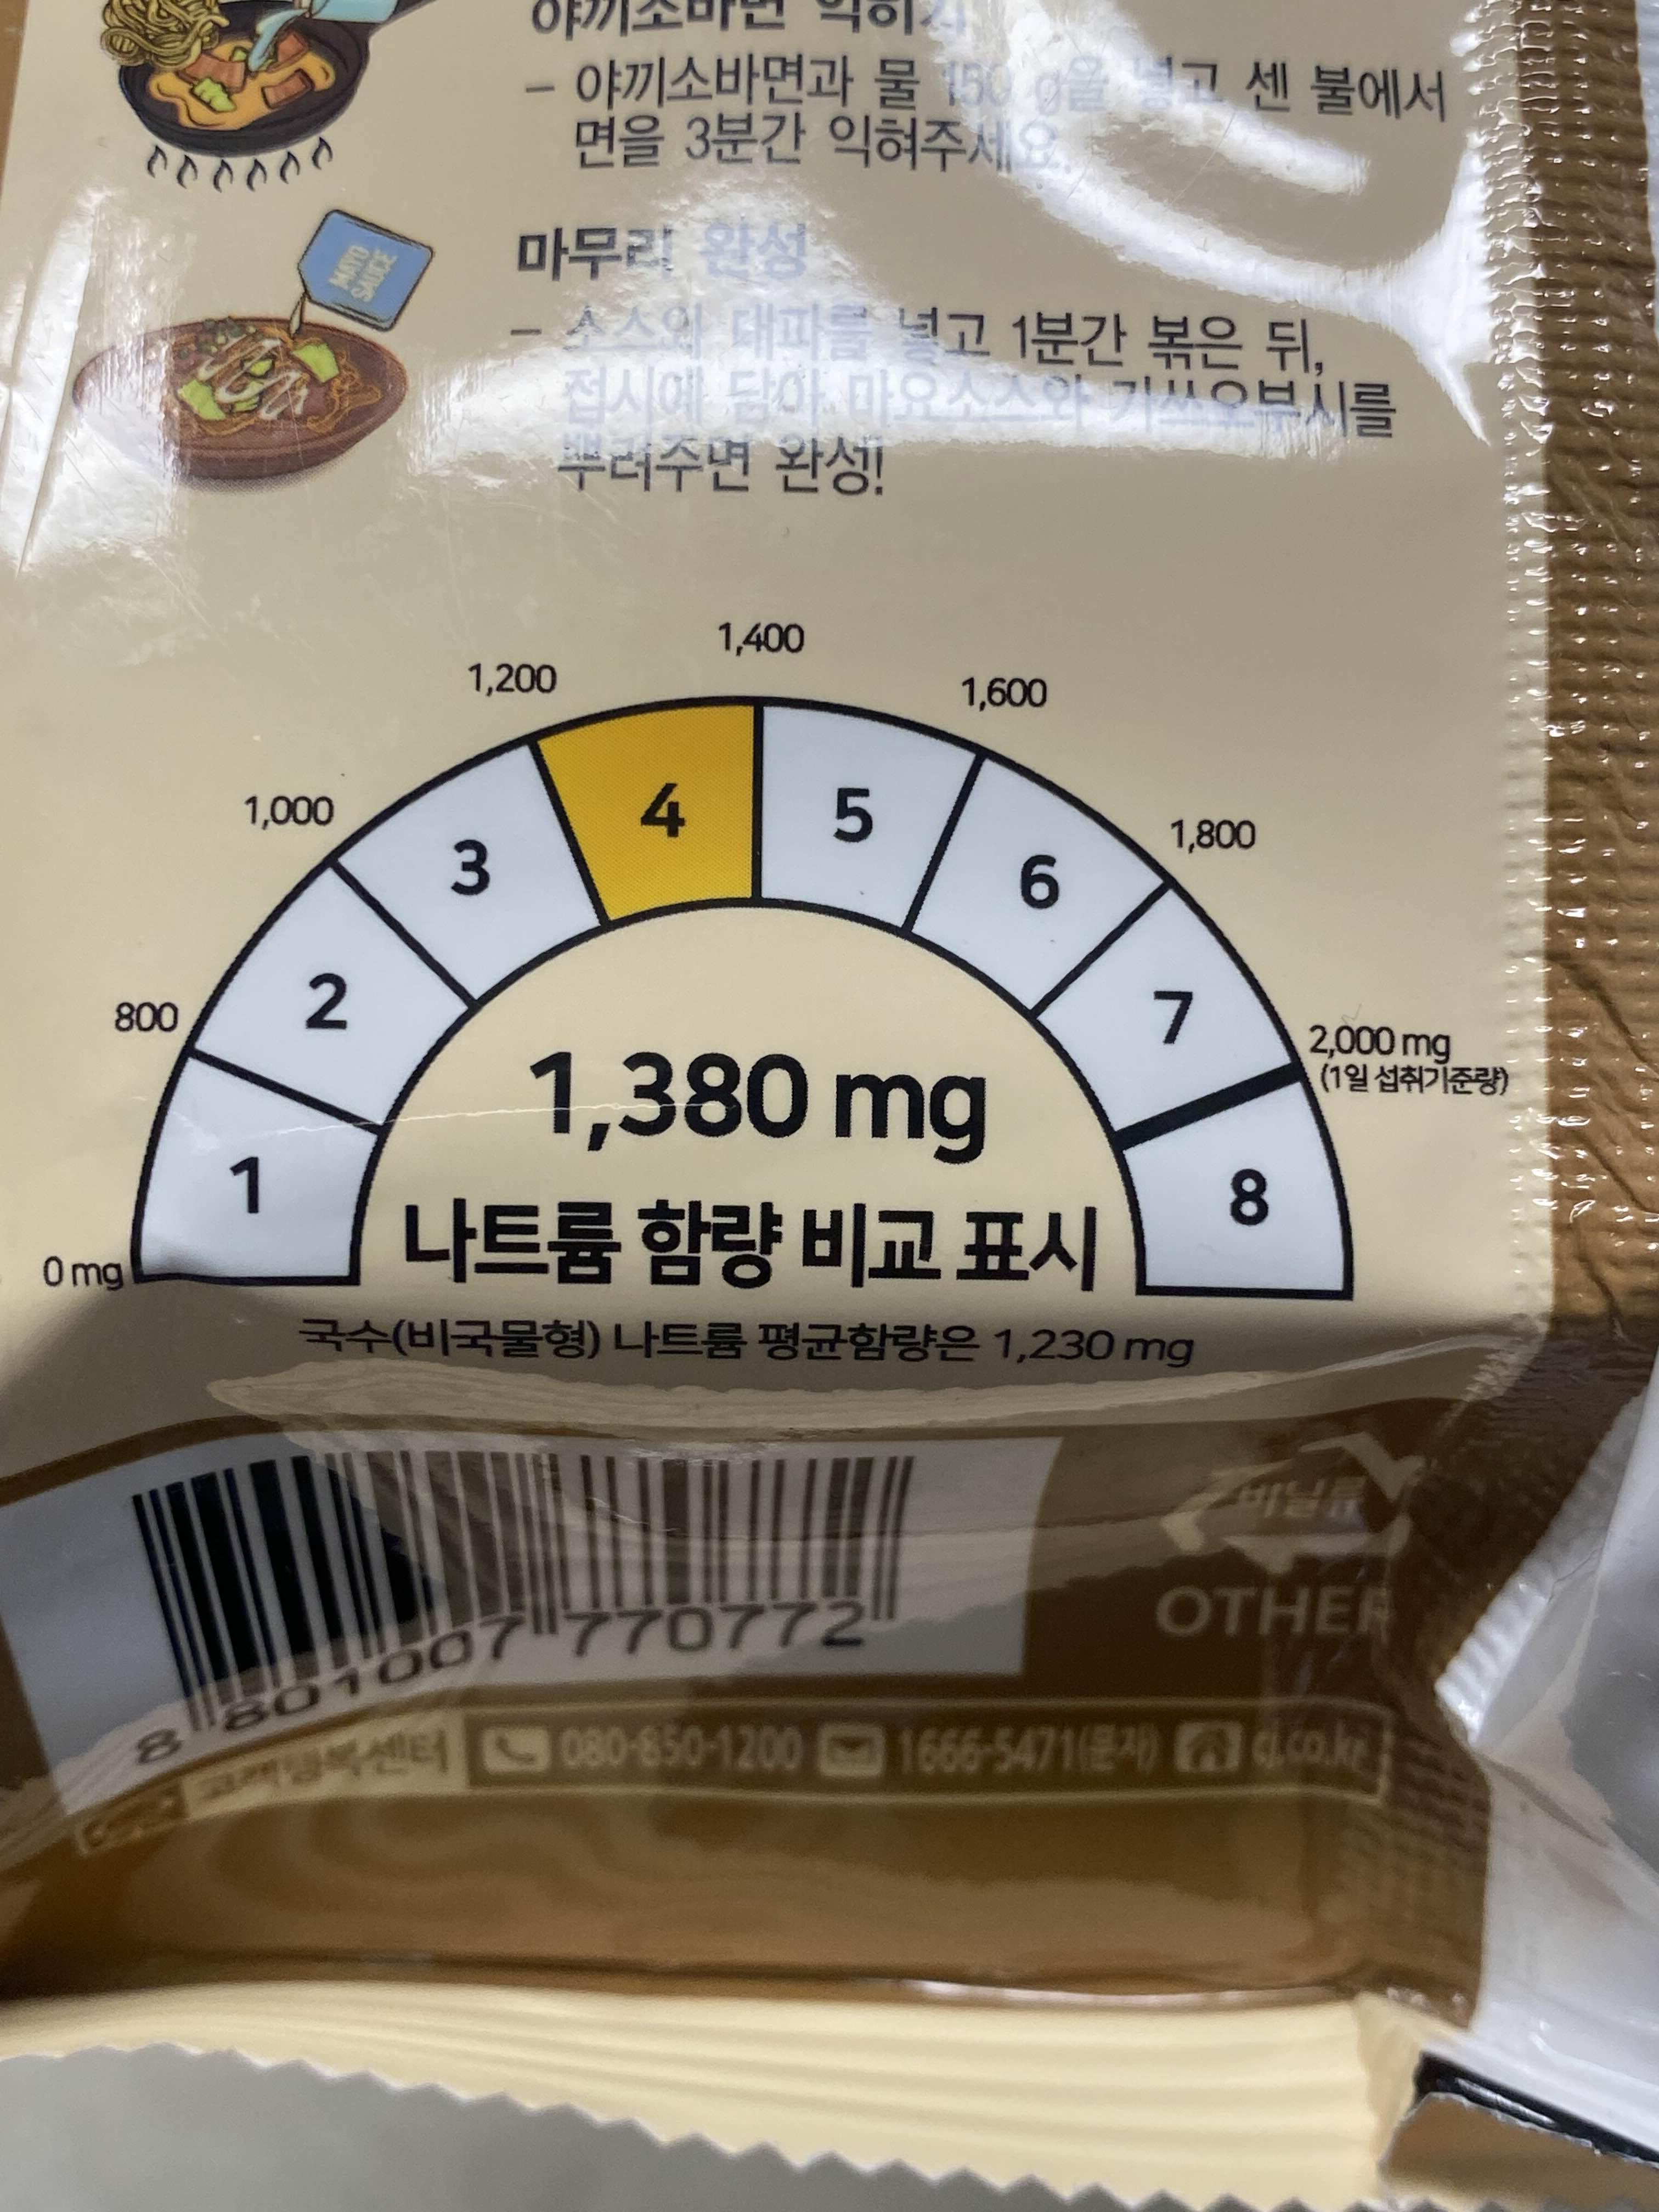 야끼소바면 익히기
- 야끼소바면과 물 150 g을 넣고 센 불에서
면을 3분간 익혀주세요.
MAYO
SAUCE
마무리 완성
- 소스와 대파를 넣고 1분간 볶은 뒤,
접시에 담아 마요소스와 가쓰오부시를
뿌려주면 완성!
1,400
1,200
1,600
1,000
1,800
800
2,000 mg
(1일 섭취기준량)
0 mg
1
2
3
4
5
6
7
8
1,380 mg
나트륨 함량 비교 표시
국수(비국물형) 나트륨 평균함량은 1,230 mg
비닐류
OTHER
8 801007 770772
고객행복센터 080-850-1200 1666-5471(문자) cj.co.kr